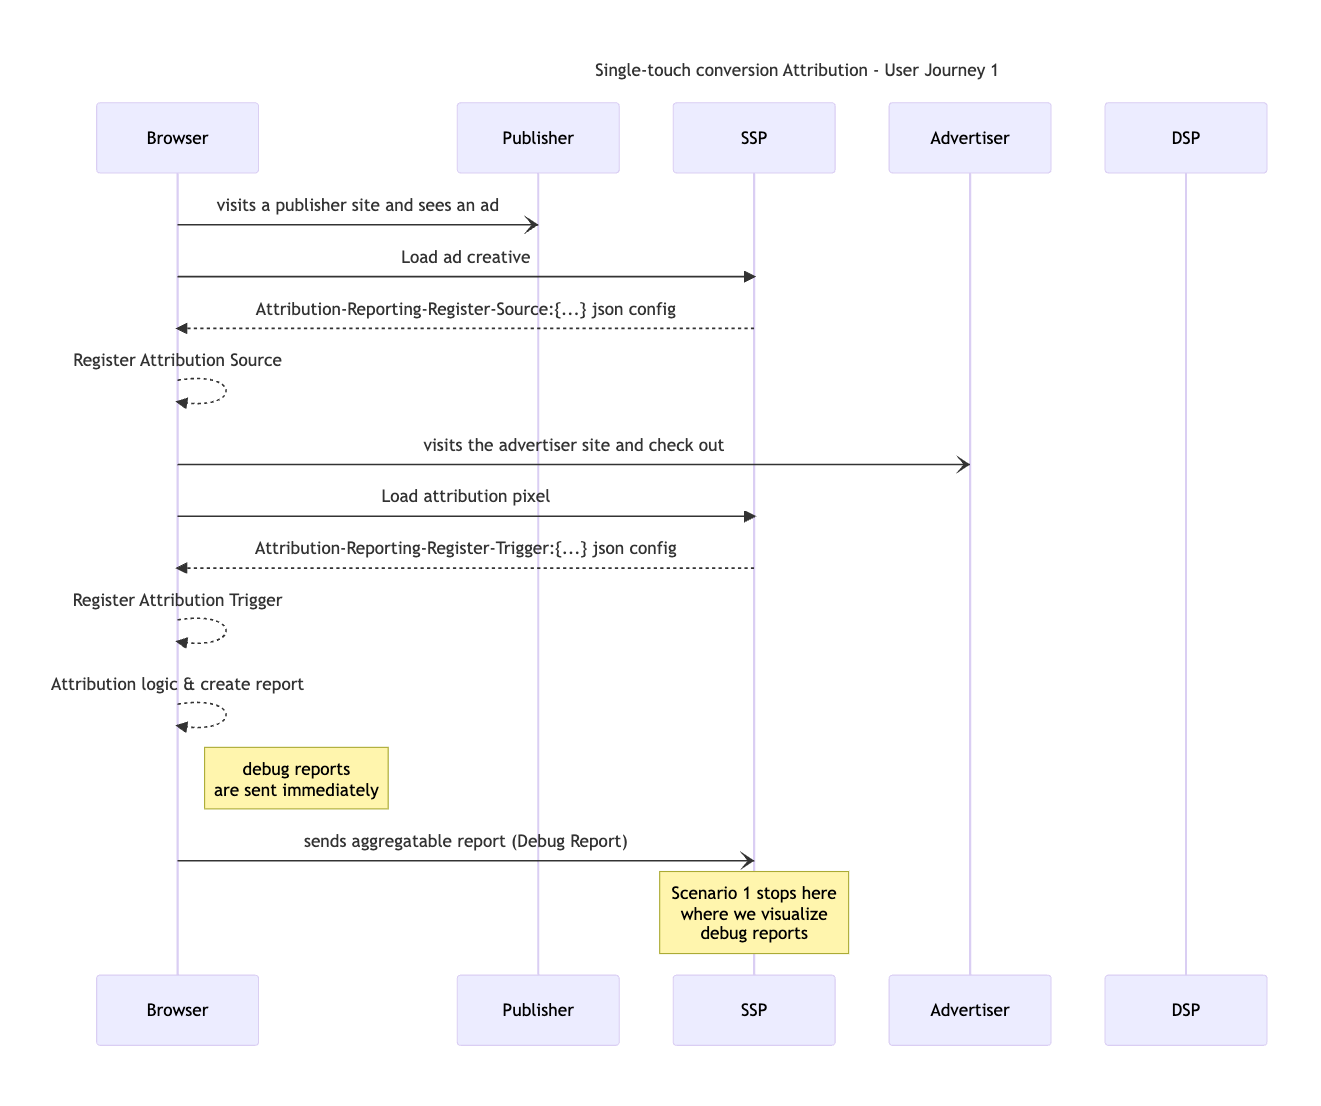 Single-touch conversion Attribution - User Journey 1
Browser
Publisher
SSP
Advertiser
DSP
visits a publisher site and sees an ad
Load ad creative
Attribution-Reporting-Register-Source:{...} json config
Register Attribution Source
visits the advertiser site and check out
Load attribution pixel
Attribution-Reporting-Register-Trigger:{...} json config
Register Attribution Trigger
Attribution logic & create report
debug reports
are sent immediately
sends aggregatable report (Debug Report)
Scenario 1 stops here
where we visualize
debug reports
Browser
Publisher
SSP
Advertiser
DSP